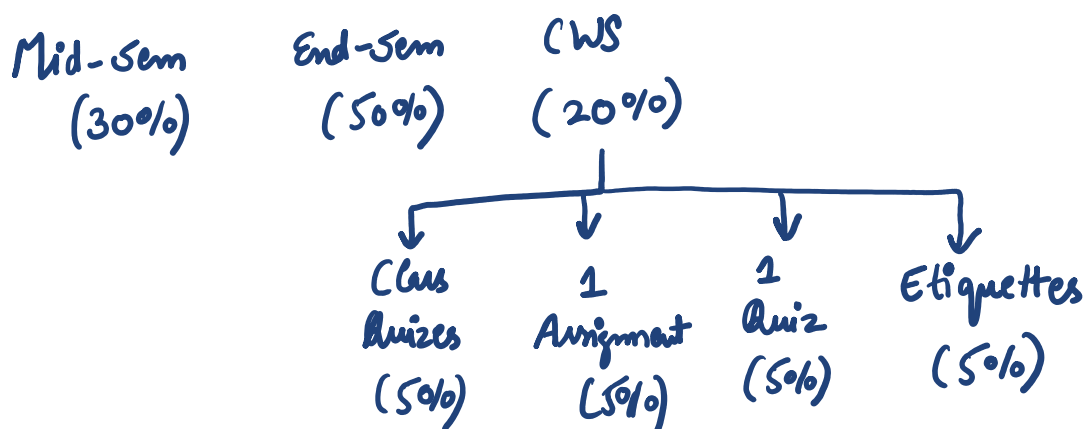 Mid-Sem End-Sem CWS
(30%) (50%) (20%)
Class 1 1 Etiquettes
Quizes Assignment Quiz
(5%) (5%) (5%) (5%)